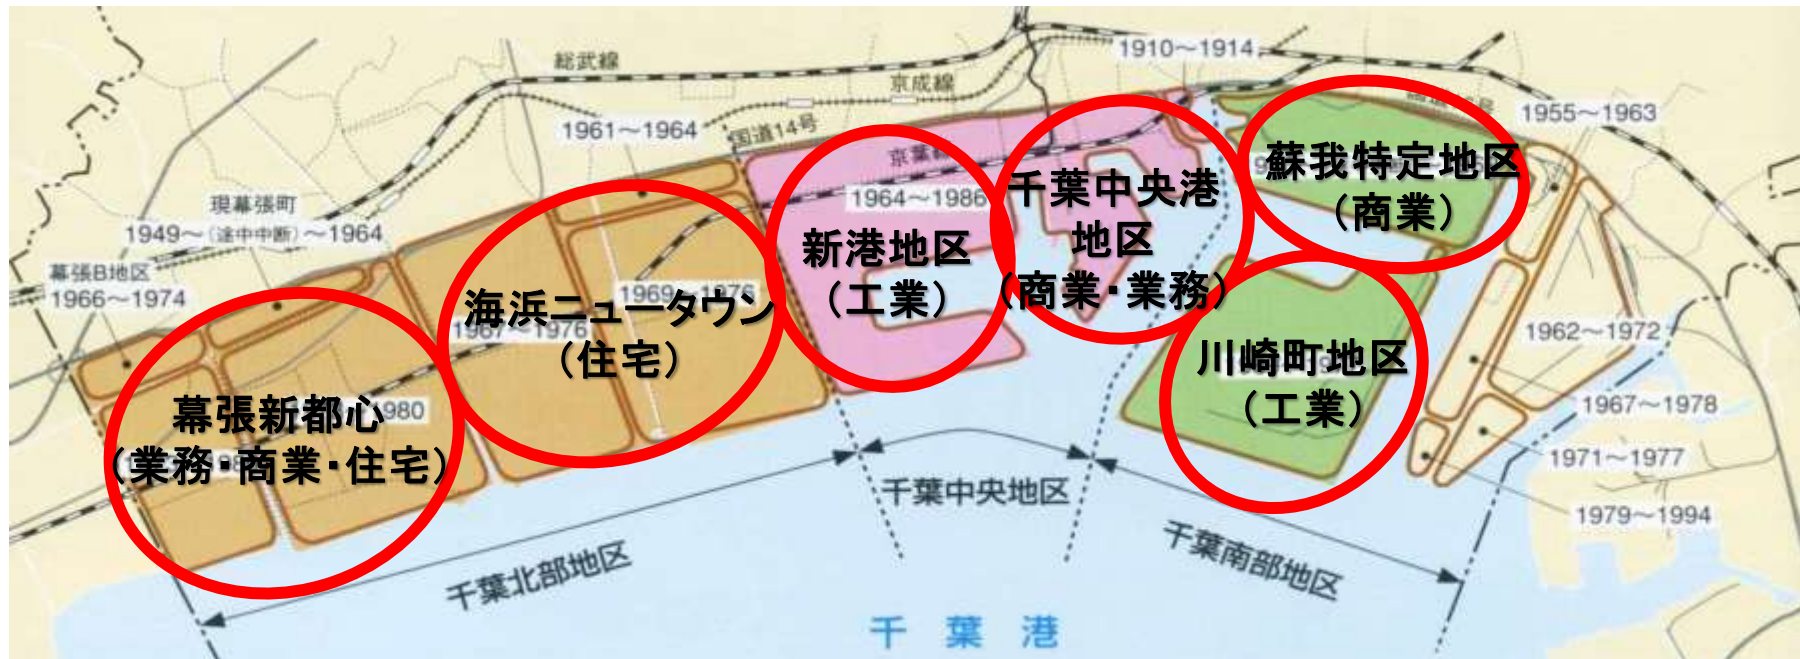 1910～1914
総武線
京成線
1955～1963
1961～1964
国道14号
京葉線
1964～1986
現幕張町
1949～(途中中断)～1964
幕張B地区
1966～1974
蘇我特定地区
(商業)
千葉中央港
地区
(商業・業務)
新港地区
(工業)
1969～1976
海浜ニュータウン
1967～1976
(住宅)
川崎町地区
(工業)
1962～1972
幕張新都心
1980
(業務・商業・住宅)
1967～1978
1971～1977
1979～1994
千葉中央地区
千葉北部地区
千葉南部地区
千葉港